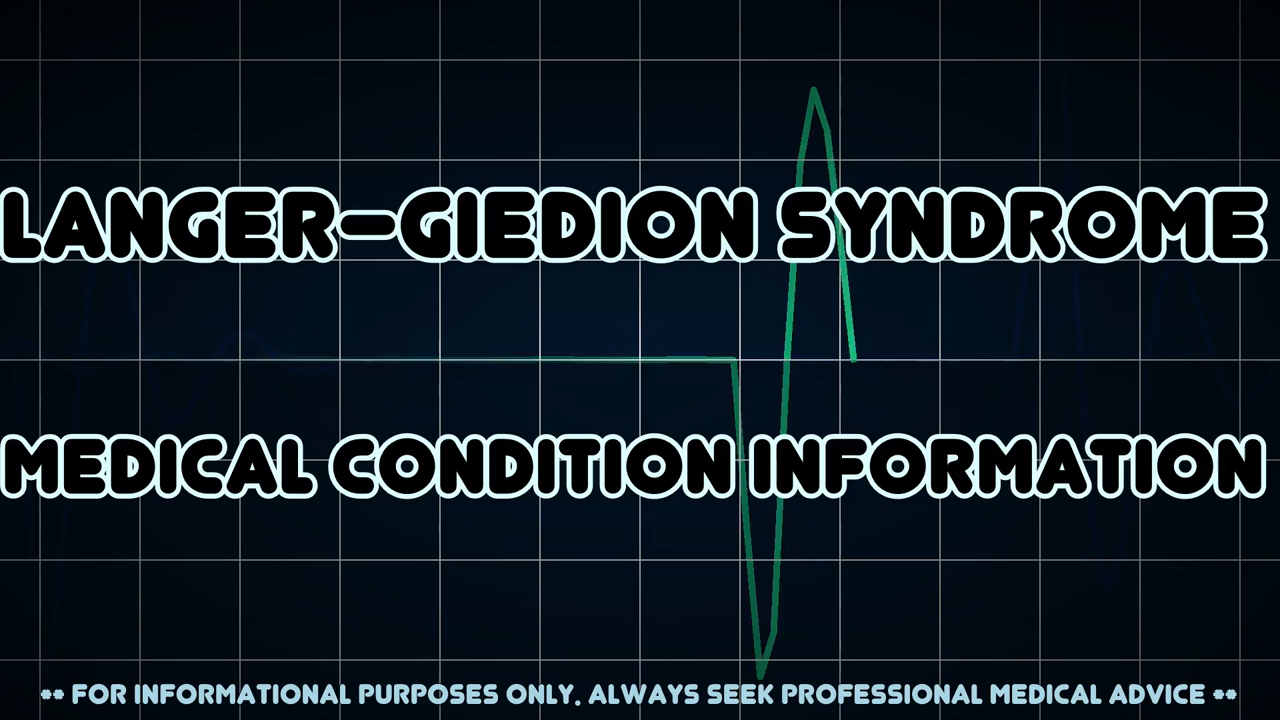 LANGER-GIEDION SYNDROME
MEDICAL CONDITION INFORMATION
** FOR INFORMATIONAL PURPOSES ONLY. ALWAYS SEEK PROFESSIONAL MEDICAL ADVICE **